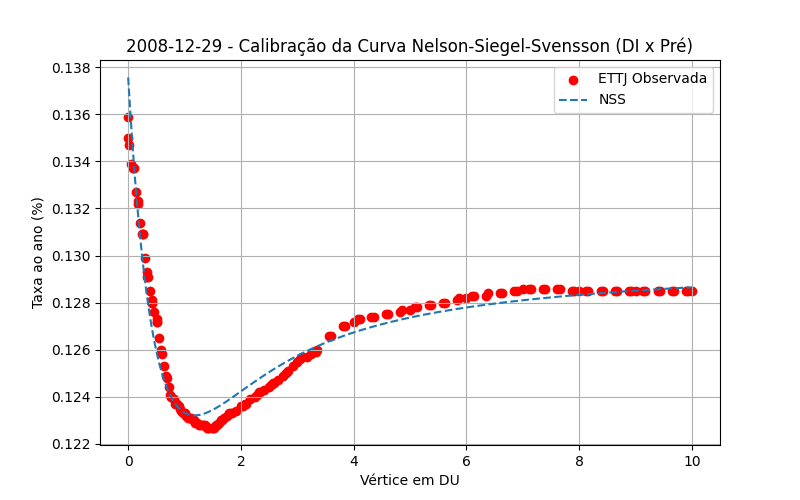 2008-12-29 - Calibração da Curva Nelson-Siegel-Svensson (DI x Pré)
ETTJ Observada
NSS
Taxa ao ano (%)
0.138
0.136
0.134
0.132
0.130
0.128
0.126
0.124
0.122
0 2 4 6 8 10
Vértice em DU